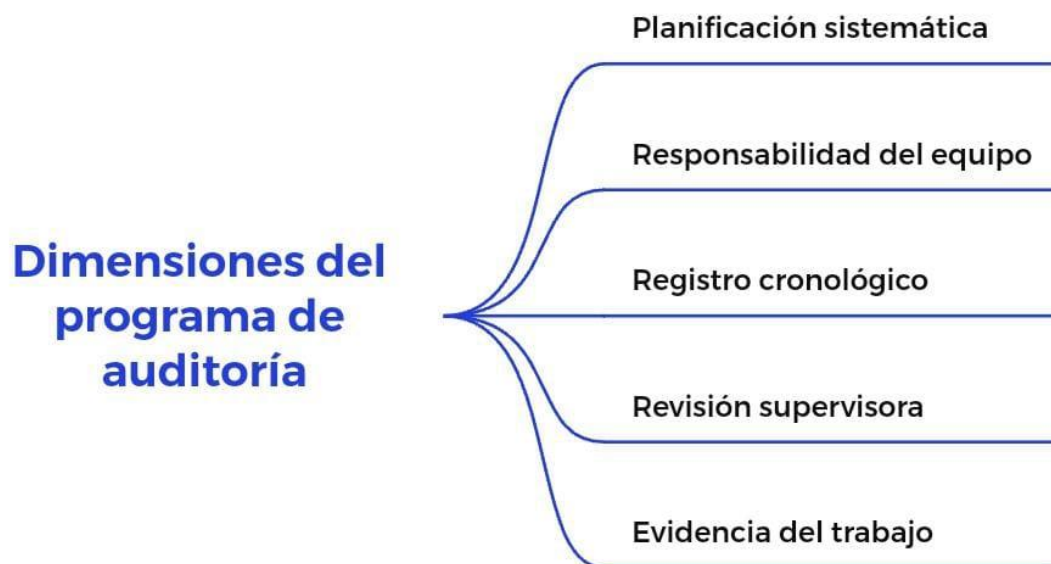 Dimensiones del
programa de
auditoría
Planificación sistemática
Responsabilidad del equipo
Registro cronológico
Revisión supervisora
Evidencia del trabajo